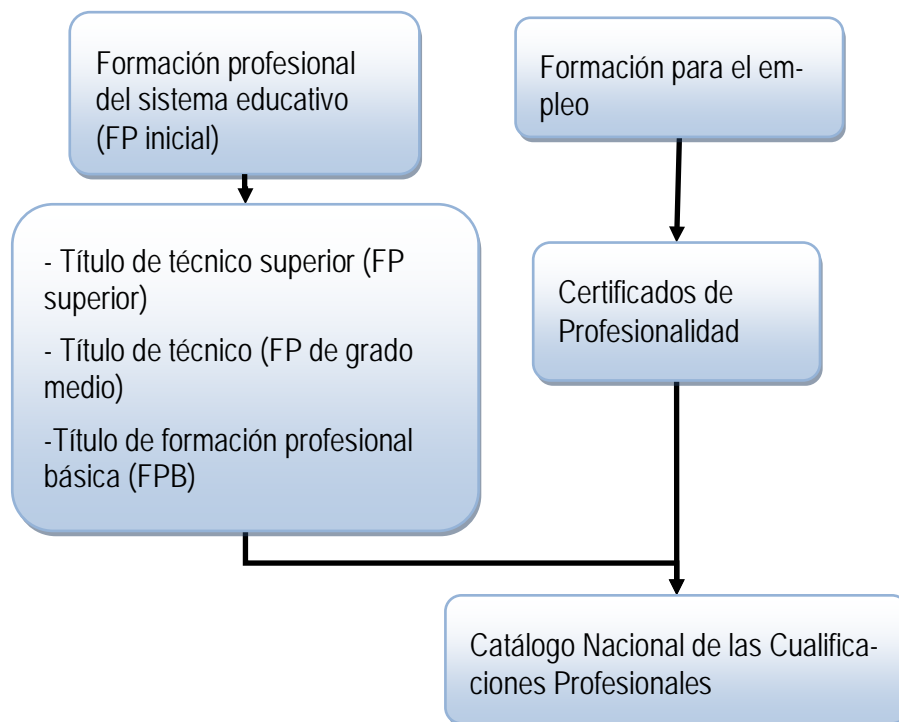 Formación profesional
del sistema educativo
(FP inicial)
Formación para el em-
pleo
- Título de técnico superior (FP
superior)
- Título de técnico (FP de grado
medio)
-Título de formación profesional
básica (FPB)
Certificados de
Profesionalidad
Catálogo Nacional de las Cualifica-
ciones Profesionales